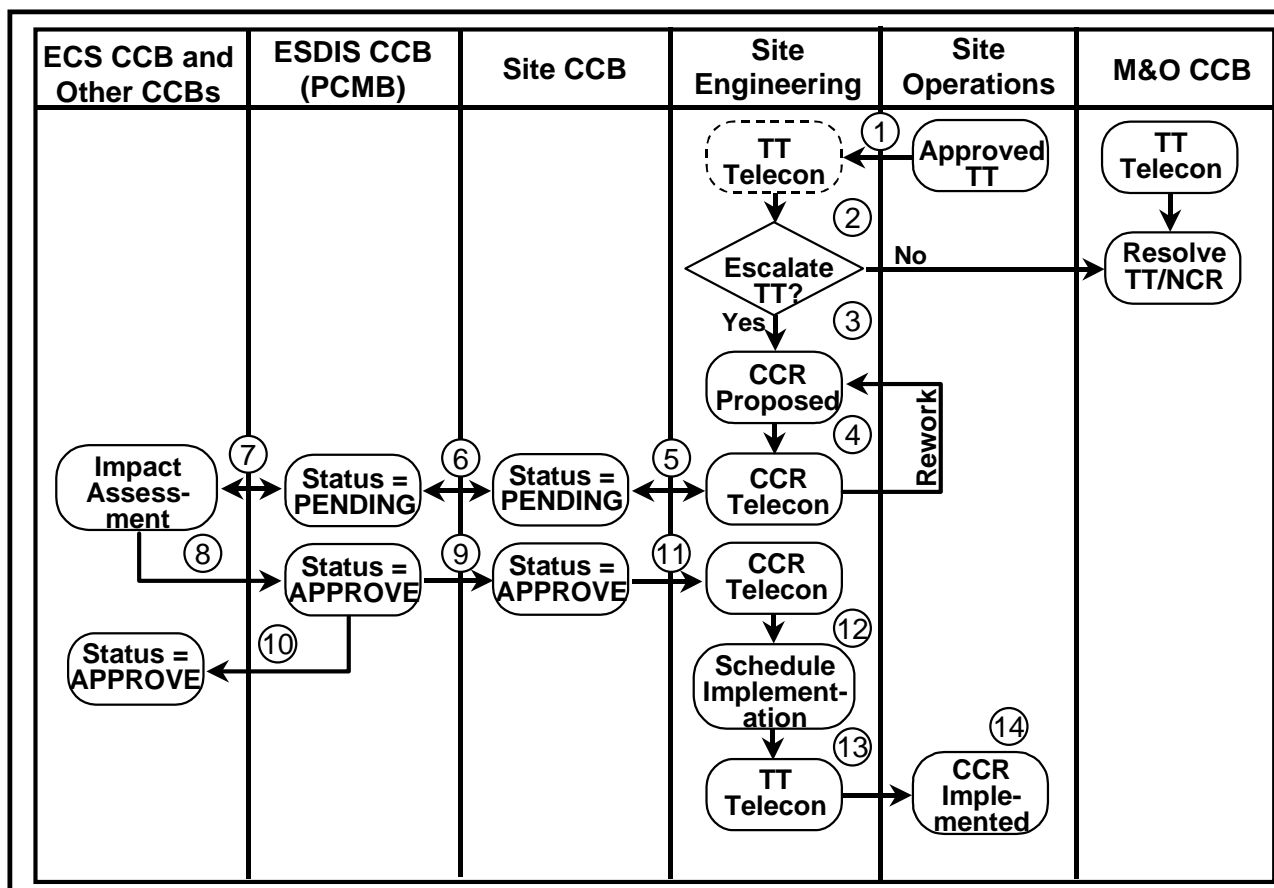 ECS CCB and
Other CCBs
ESDIS CCB
(PCMB)
Site CCB
Site
Engineering
Site
Operations
M&O CCB
1
TT
Telecon
Approved
TT
TT
Telecon
2
Escalate
TT?
No
Resolve
TT/NCR
Yes
3
CCR
Proposed
4
Rework
7
6
5
Impact
Assess-
ment
Status =
PENDING
Status =
PENDING
CCR
Telecon
8
9
11
Status =
APPROVE
Status =
APPROVE
CCR
Telecon
10
12
Status =
APPROVE
Schedule
Implement-
ation
13
14
TT
Telecon
CCR
Imple-
mented